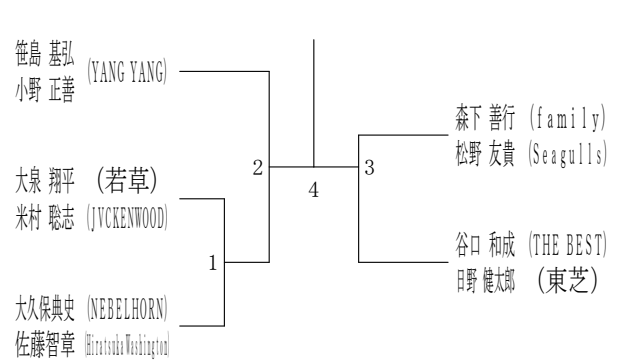 笹島 基弘
小野 正善
(YANG YANG)
大泉 翔平 (若草)
米村 聡志 (JVCKENWOOD)
大久保典史 (NEBELHORN)
佐藤智章 (Hiratsuka Washington)
1
2
4
3
森下 善行 (family)
松野 友貴 (Seagulls)
谷口 和成 (THE BEST)
日野 健太郎 (東芝)